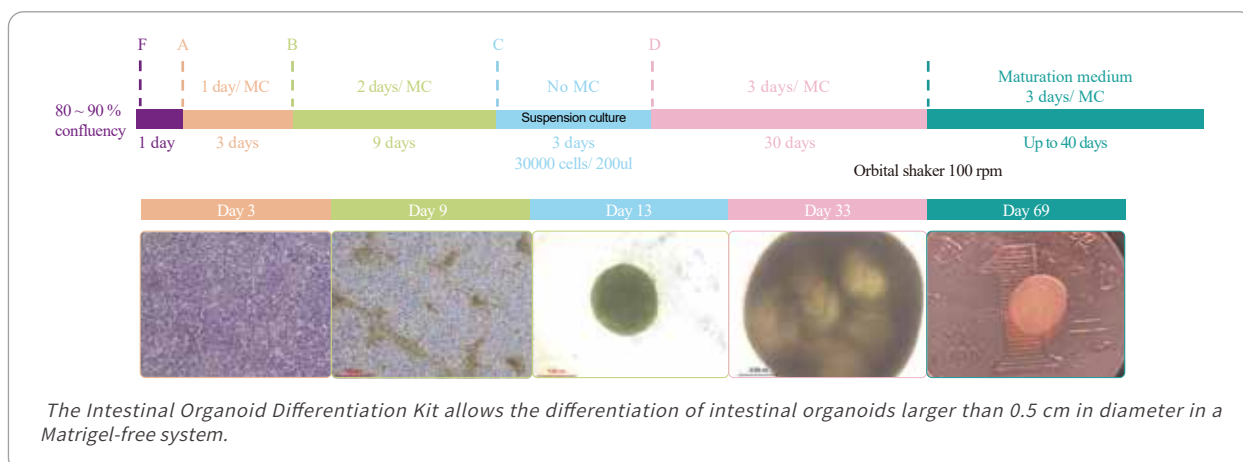 F A B C D
1 day/ MC 2 days/ MC No MC 3 days/ MC Maturation medium
3 days/ MC
80 ~ 90 %
confluency
Suspension culture
1 day 3 days 9 days 3 days 30 days Up to 40 days
30000 cells/ 200ul
Orbital shaker 100 rpm
Day 3 Day 9 Day 13 Day 33 Day 69
The Intestinal Organoid Differentiation Kit allows the differentiation of intestinal organoids larger than 0.5 cm in diameter in a
Matrigel-free system.